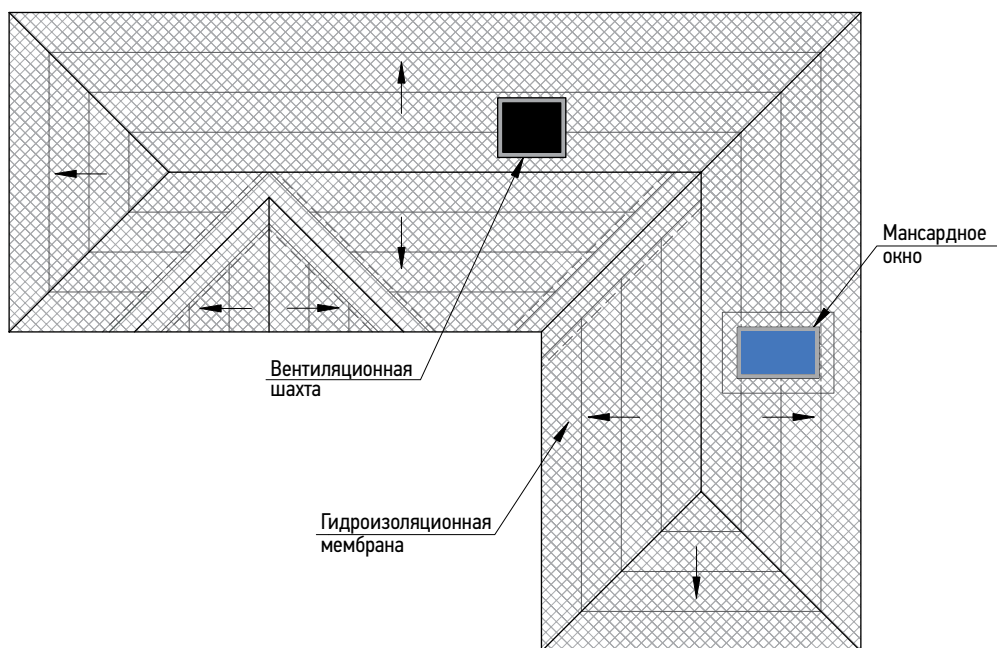 Мансардное
окно
Вентиляционная
шахта
Гидроизоляционная
мембрана